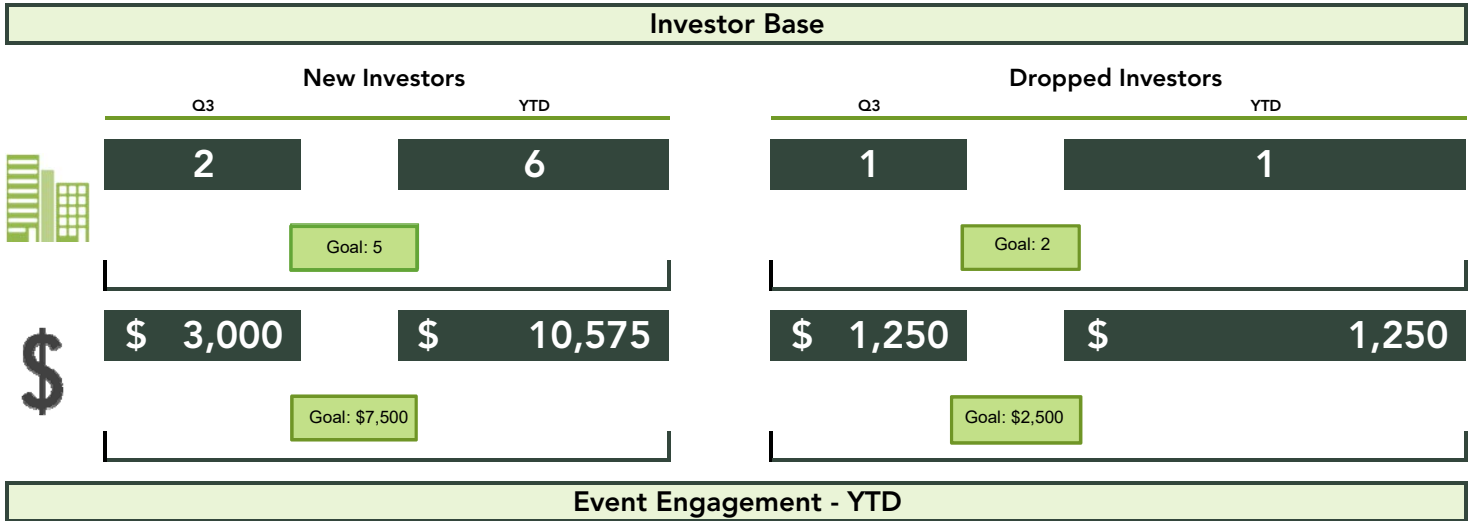 Investor Base
New Investors Dropped Investors
Q3 YTD Q3 YTD
2 6 1 1
Goal: 5 Goal: 2
$ 3,000 $ 10,575 $ 1,250 $ 1,250
$
Goal: $7,500 Goal: $2,500
Event Engagement - YTD